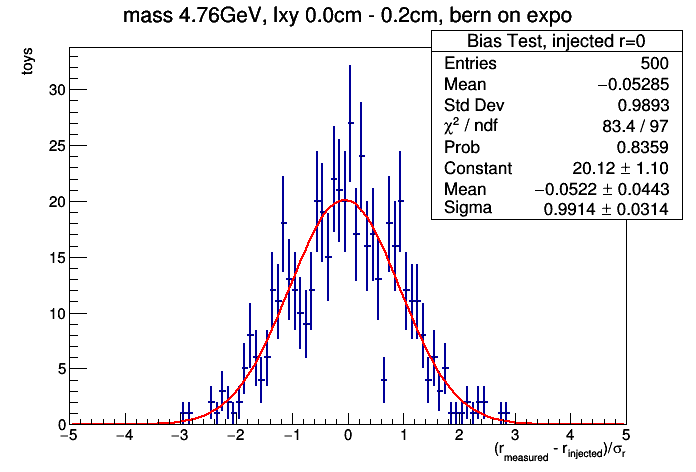 mass 4.76GeV, lxy 0.0cm - 0.2cm, bern on expo
Bias Test, injected r=0
Entries 500
Mean −0.05285
Std Dev 0.9893
χ² / ndf 83.4 / 97
Prob 0.8359
Constant 20.12 ± 1.10
Mean −0.0522 ± 0.0443
Sigma 0.9914 ± 0.0314
toys
30
25
20
15
10
5
0
−5 −4 −3 −2 −1 0 1 2 3 4 5
(r_measured - r_injected)/σ_r